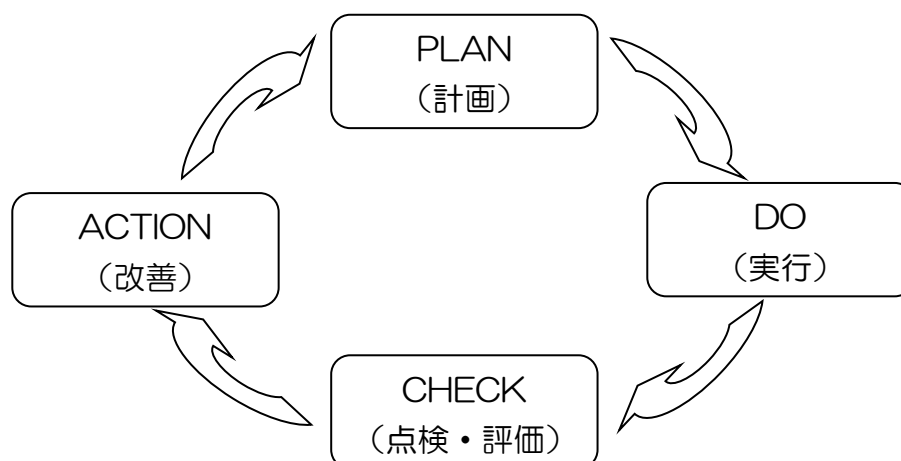 PLAN
（計画）
DO
（実行）
CHECK
（点検・評価）
ACTION
（改善）